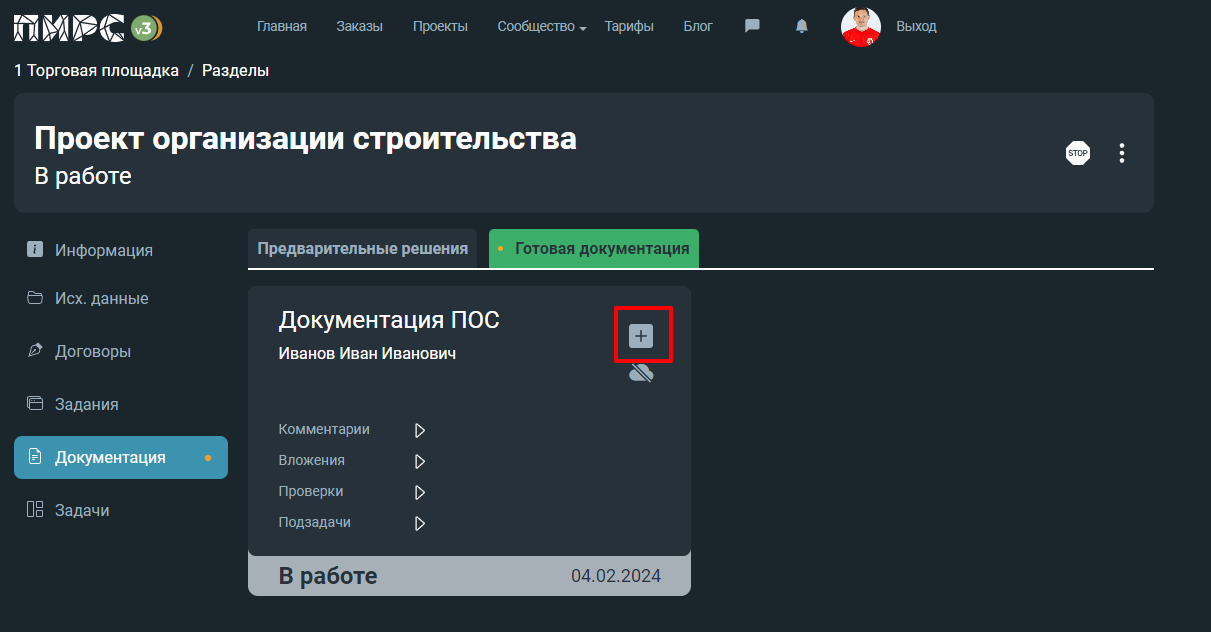 ПМРС v3 Главная Заказы Проекты Сообщество Тарифы Блог Выход
1 Торговая площадка / Разделы
Проект организации строительства
В работе
STOP
Информация
Исх. данные
Договоры
Задания
Документация
Задачи
Предварительные решения Готовая документация
Документация ПОС
Иванов Иван Иванович
Комментарии
Вложения
Проверки
Подзадачи
В работе 04.02.2024